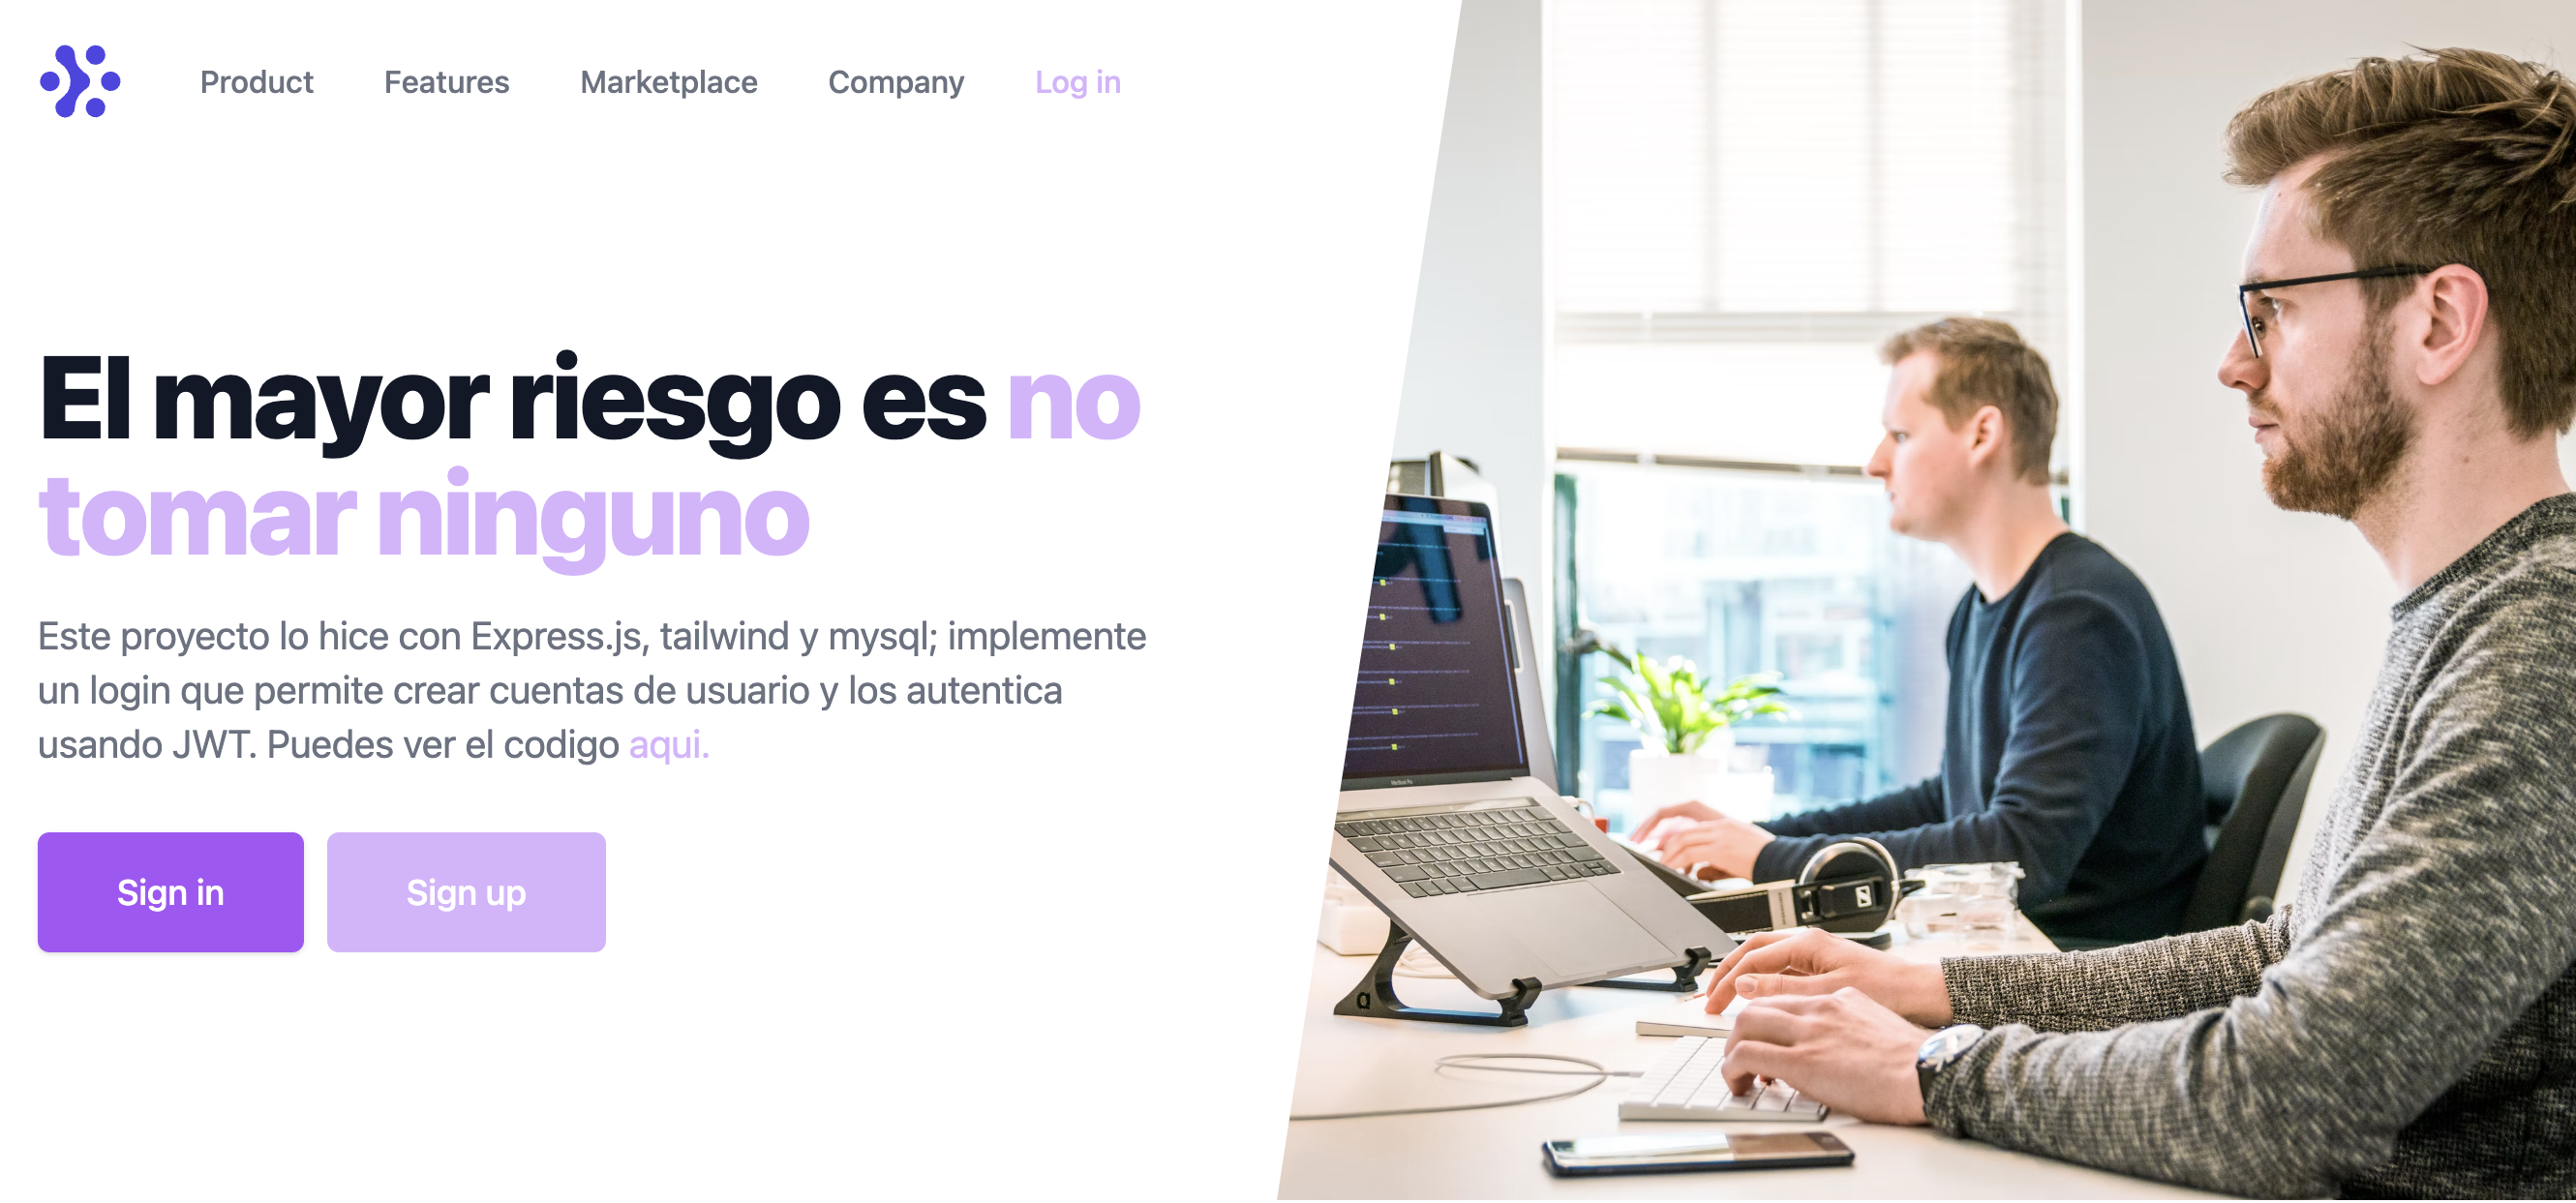 Product Features Marketplace Company Log in
El mayor riesgo es no
tomar ninguno
Este proyecto lo hice con Express.js, tailwind y mysql; implemente
un login que permite crear cuentas de usuario y los autentica
usando JWT. Puedes ver el codigo aqui.
Sign in Sign up